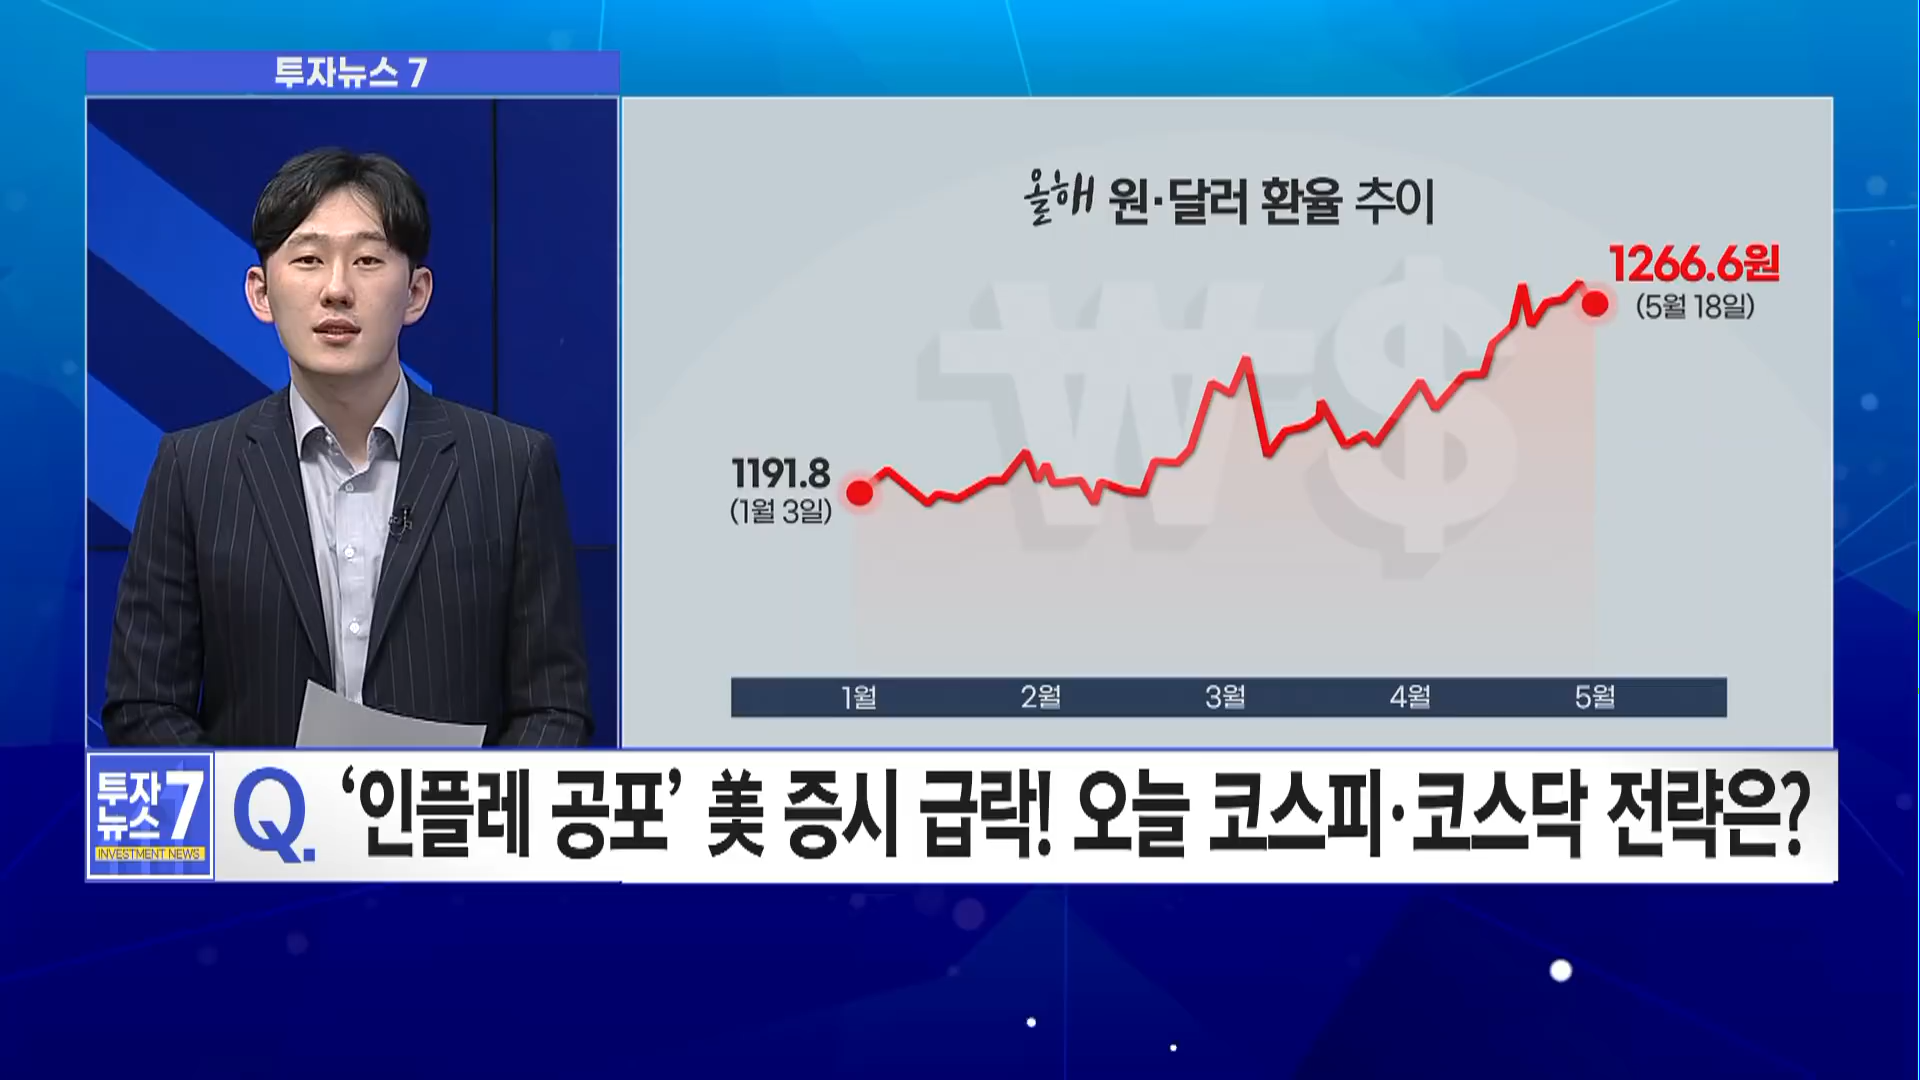 투자뉴스 7
올해 원·달러 환율 추이
1266.6원
(5월 18일)
1191.8
(1월 3일)
1월 2월 3월 4월 5월
투자
뉴스 7
INVESTMENT NEWS
Q. ‘인플레 공포’ 美 증시 급락! 오늘 코스피·코스닥 전략은?